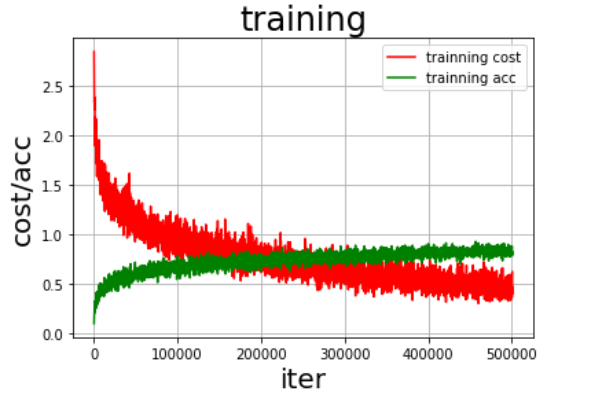 training
trainning cost
trainning acc
cost/acc
2.5
2.0
1.5
1.0
0.5
0.0
0
100000
200000
300000
400000
500000
iter